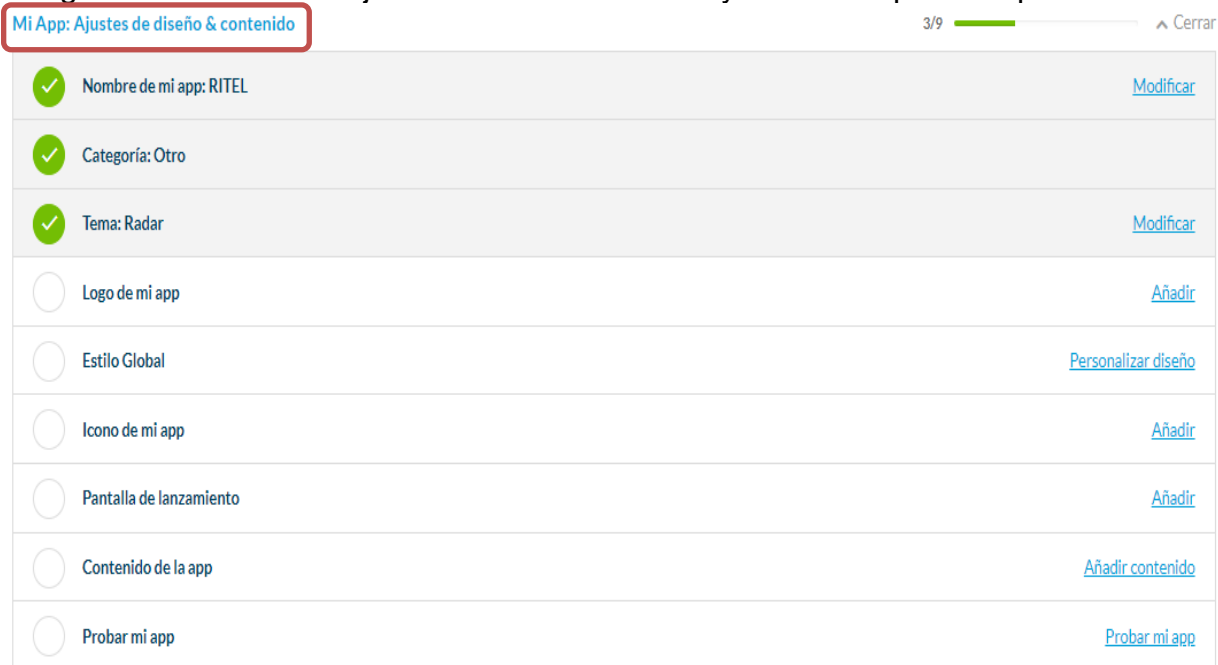 Mi App: Ajustes de diseño & contenido 3/9 Cerrar
Nombre de mi app: RITEL Modificar
Categoría: Otro
Tema: Radar Modificar
Logo de mi app Añadir
Estilo Global Personalizar diseño
Icono de mi app Añadir
Pantalla de lanzamiento Añadir
Contenido de la app Añadir contenido
Probar mi app Probar mi app